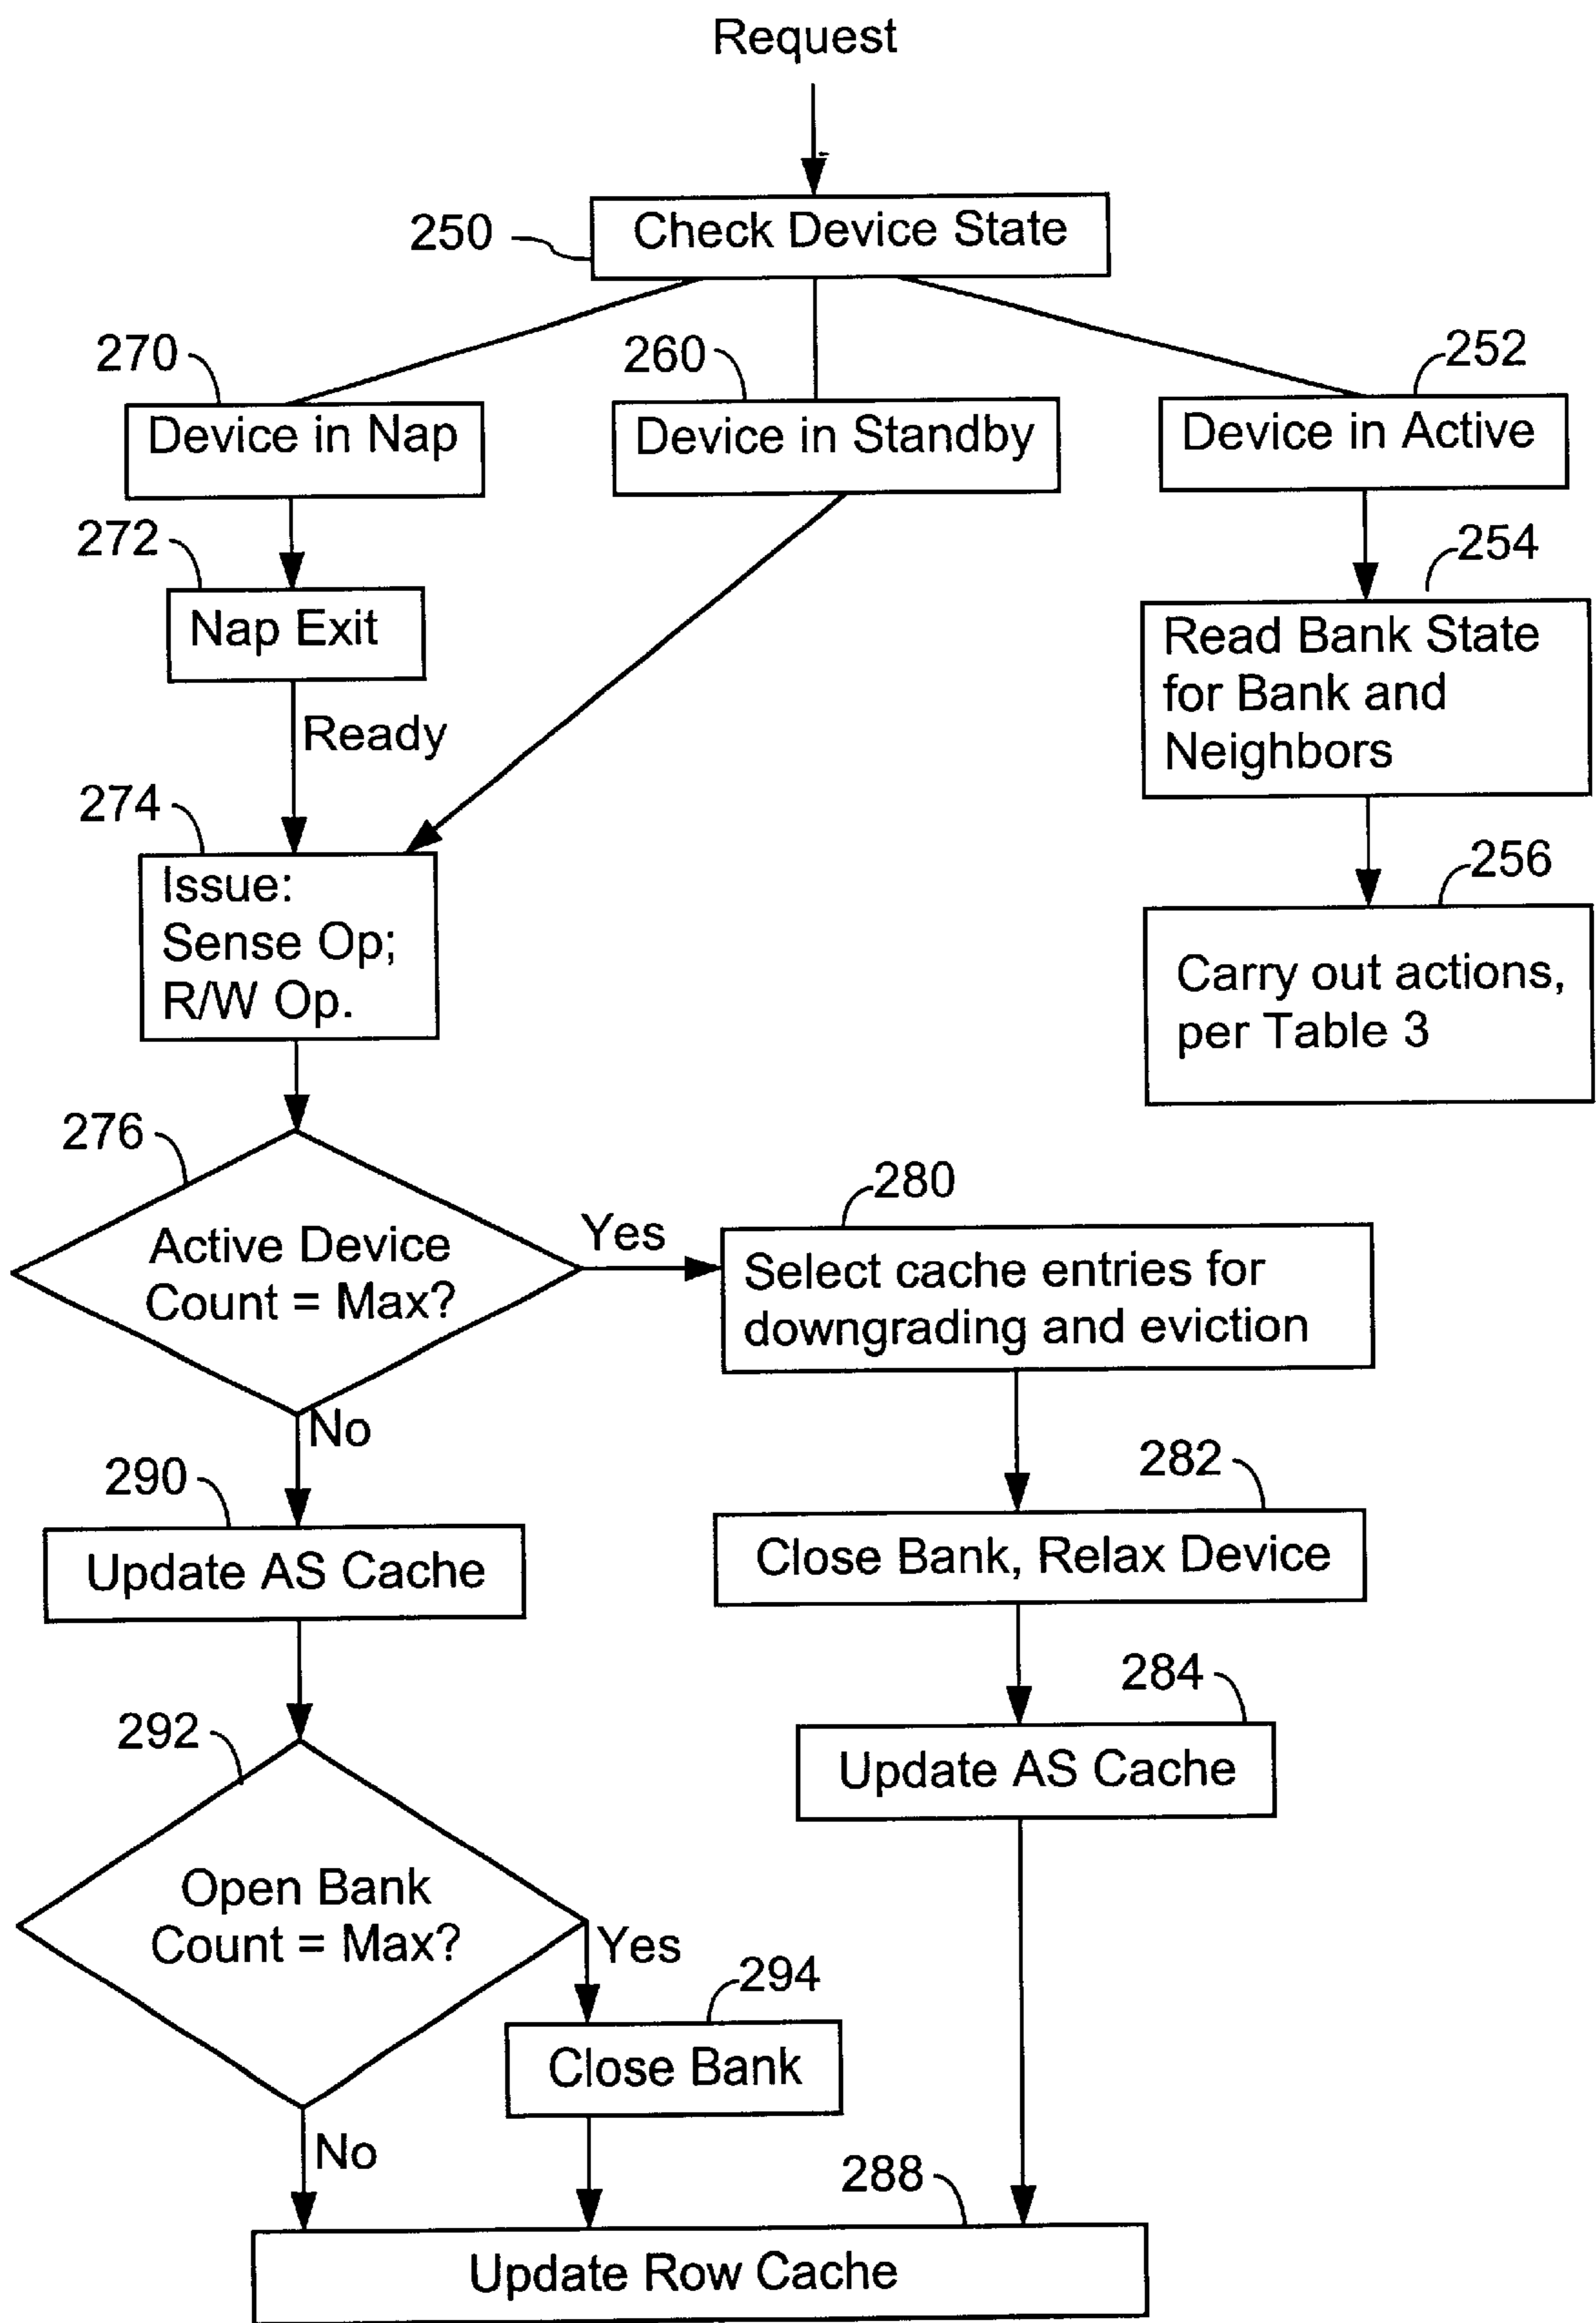 Request
250
Check Device State
270
260
252
Device in Nap
Device in Standby
Device in Active
272
254
Nap Exit
Read Bank State
for Bank and
Neighbors
Ready
274
256
Issue:
Sense Op;
R/W Op.
Carry out actions,
per Table 3
276
280
Active Device
Count = Max?
Yes
Select cache entries for
downgrading and eviction
No
290
282
Update AS Cache
Close Bank, Relax Device
292
284
Update AS Cache
Open Bank
Count = Max?
Yes
294
Close Bank
No
288
Update Row Cache